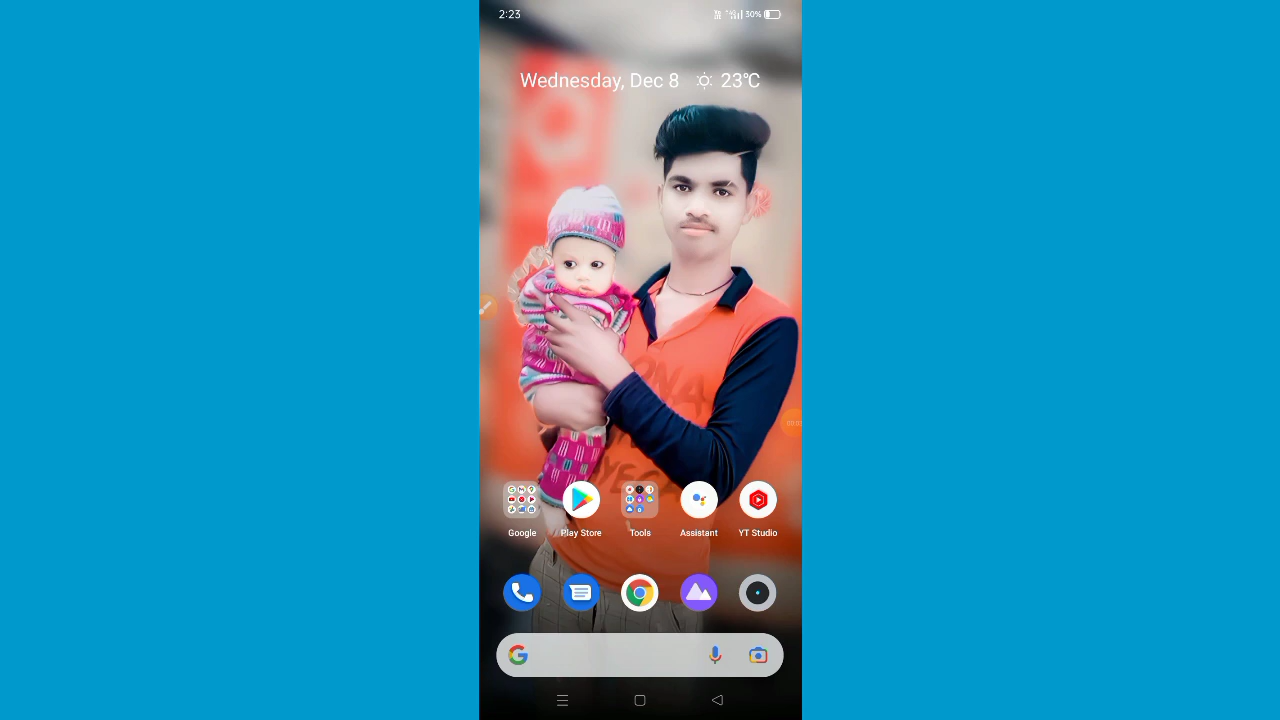 2:23
30%
Wednesday, Dec 8 23°C
Google Play Store Tools Assistant YT Studio